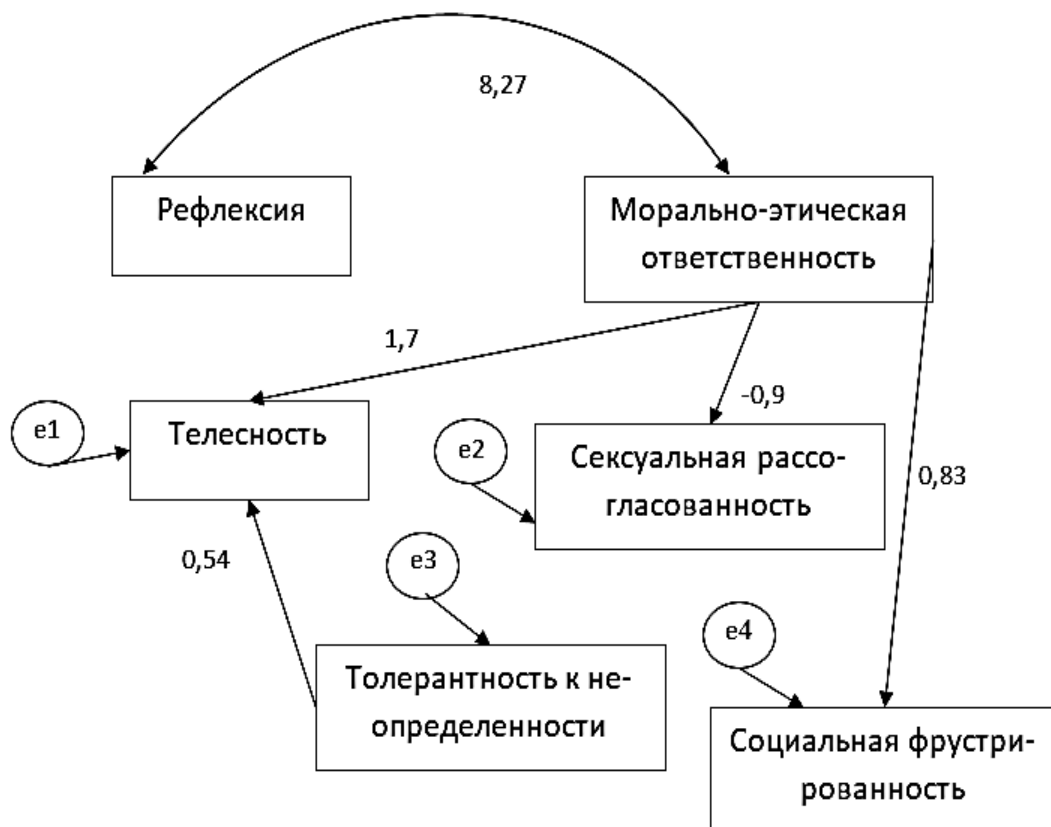 8,27
Рефлексия
Морально-этическая
ответственность
1,7
-0,9
e1
Телесность
e2
Сексуальная рассо-
гласованность
0,83
0,54
e3
Толерантность к не-
определенности
e4
Социальная фрустри-
рованность